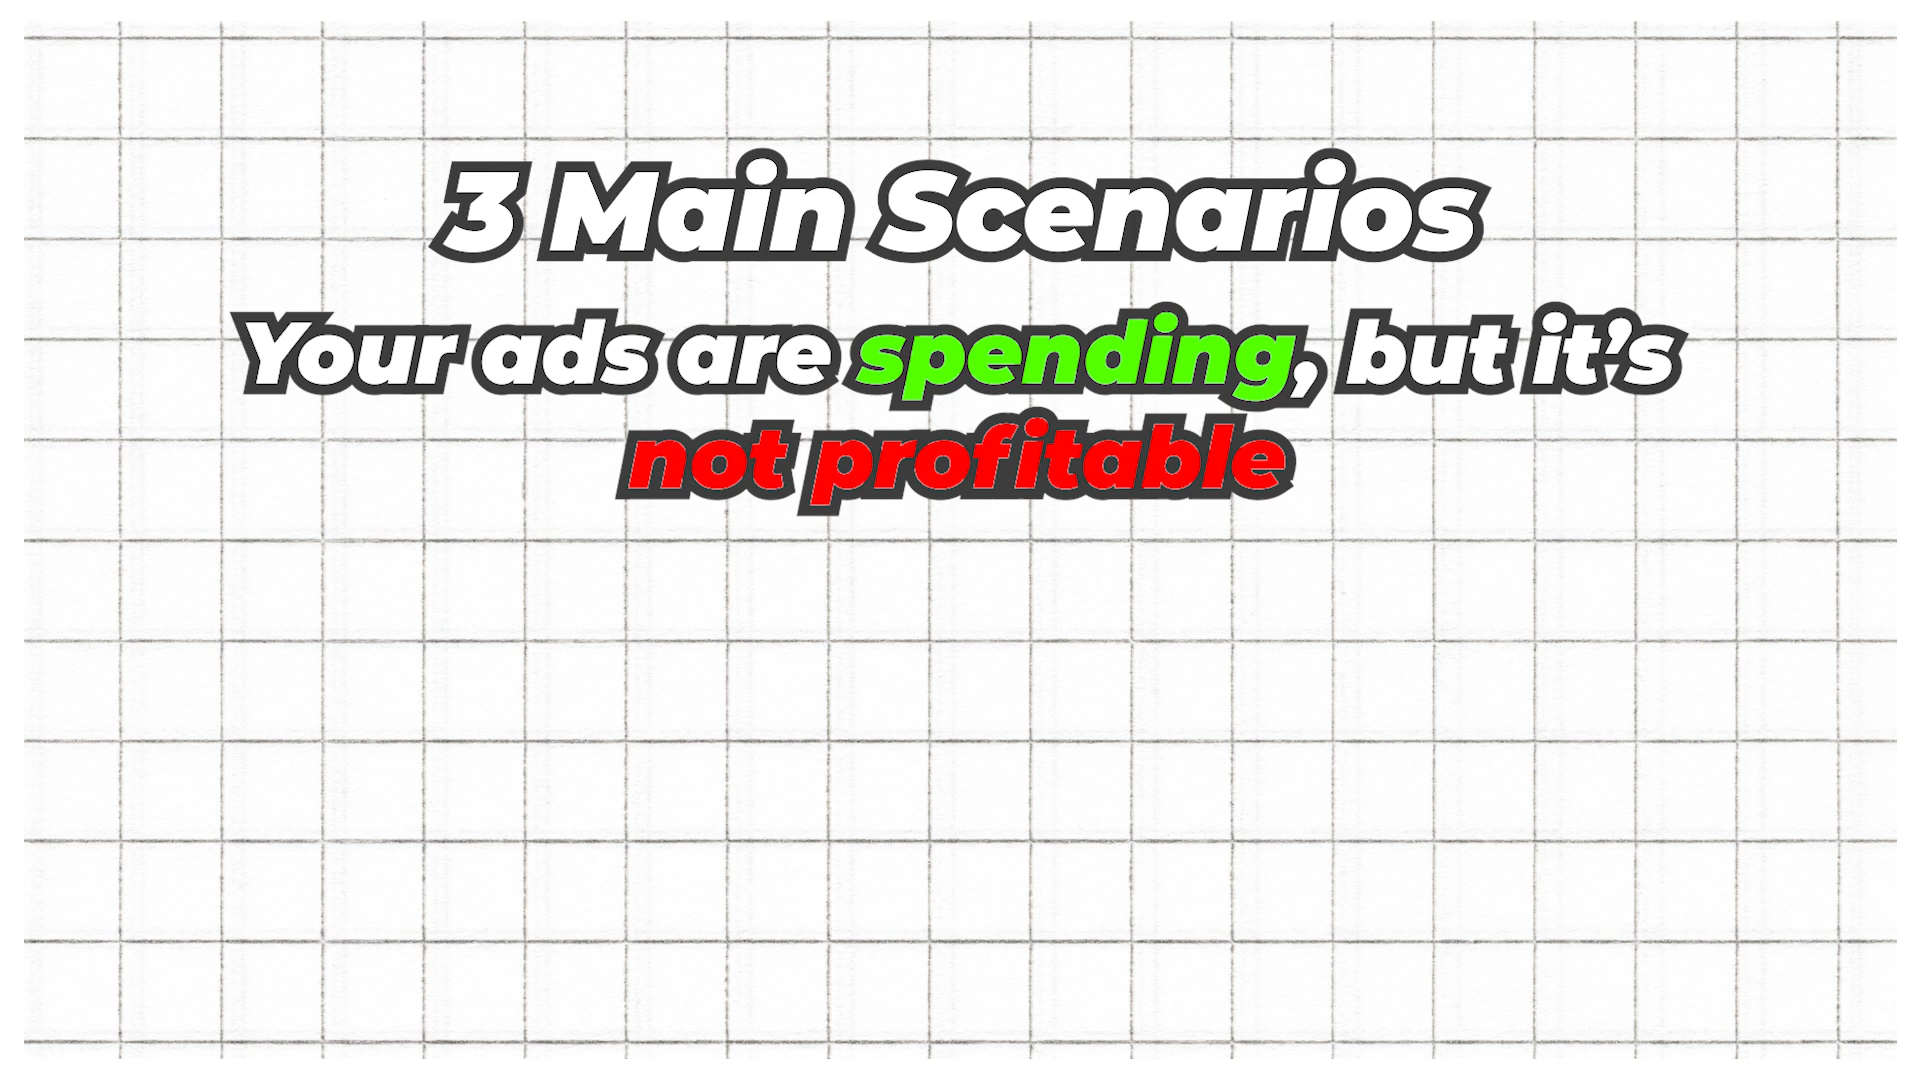 3 Main Scenarios
Your ads are spending, but it’s
not profitable